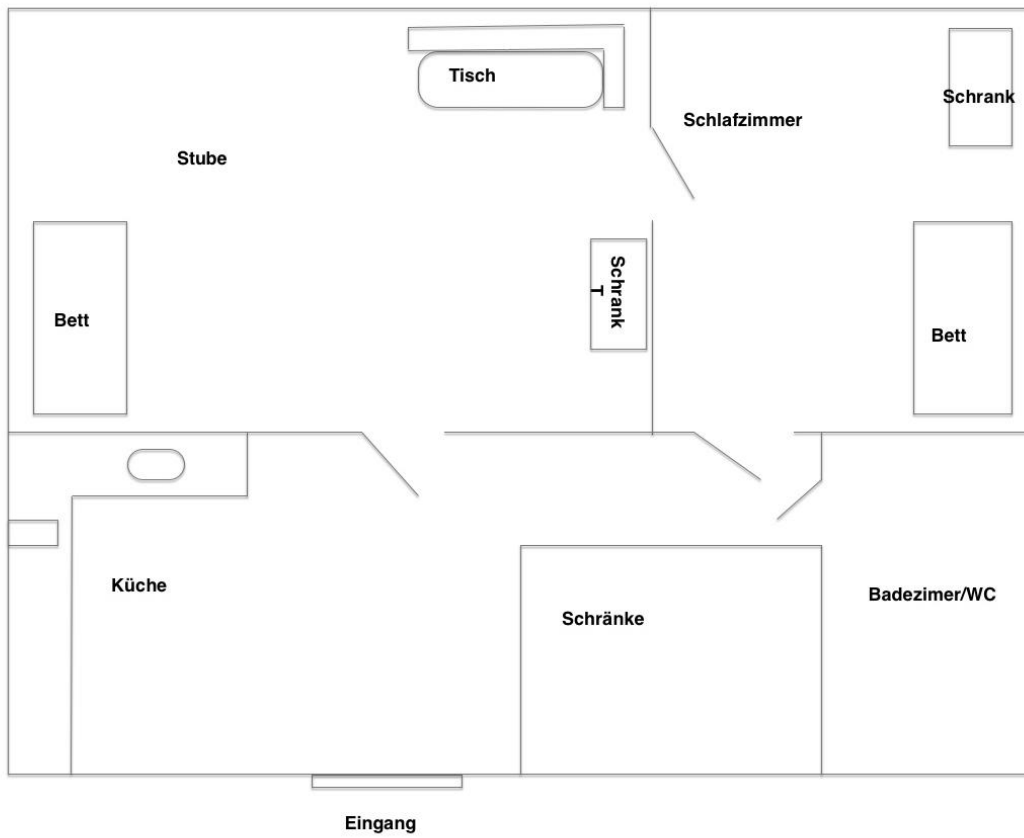 Tisch
Schrank
Schlafzimmer
Stube
Schrank
T
Bett
Bett
Küche
Badezimer/WC
Schränke
Eingang